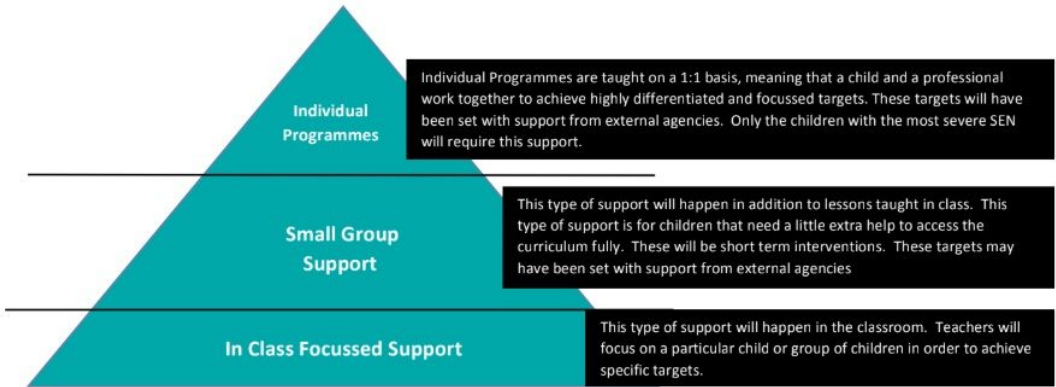 Individual
Programmes
Individual Programmes are taught on a 1:1 basis, meaning that a child and a professional
work together to achieve highly differentiated and focussed targets. These targets will have
been set with support from external agencies.  Only the children with the most severe SEN
will require this support.
Small Group
Support
This type of support will happen in addition to lessons taught in class.  This
type of support is for children that need a little extra help to access the
curriculum fully.  These will be short term interventions.  These targets may
have been set with support from external agencies
In Class Focussed Support
This type of support will happen in the classroom.  Teachers will
focus on a particular child or group of children in order to achieve
specific targets.